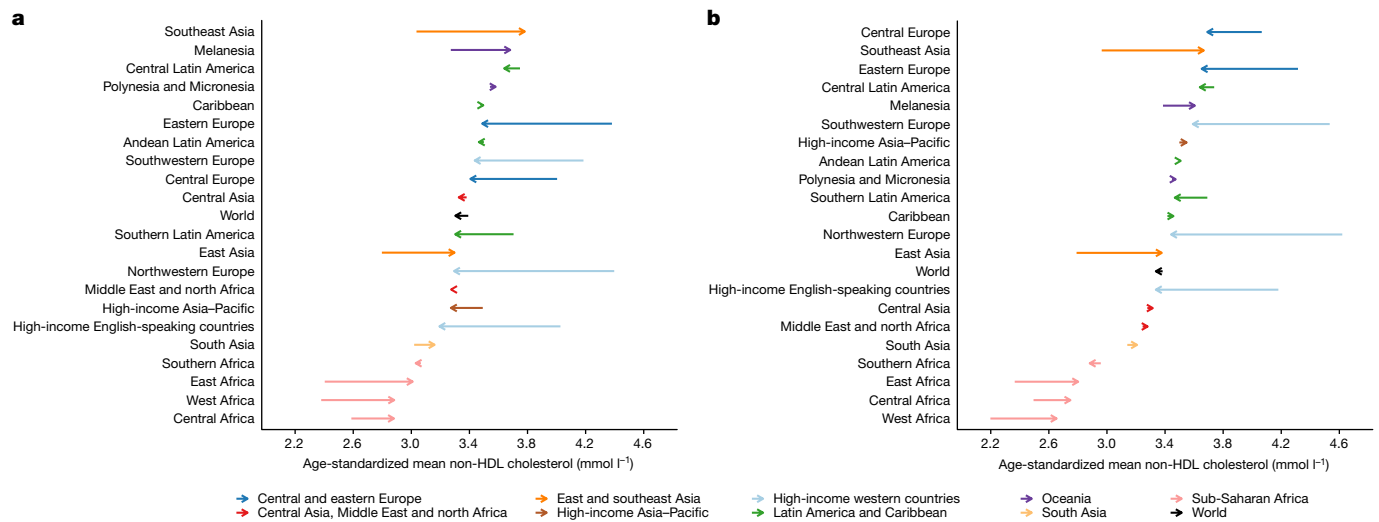 a
Southeast Asia
Melanesia
Central Latin America
Polynesia and Micronesia
Caribbean
Eastern Europe
Andean Latin America
Southwestern Europe
Central Europe
Central Asia
World
Southern Latin America
East Asia
Northwestern Europe
Middle East and north Africa
High-income Asia–Pacific
High-income English-speaking countries
South Asia
Southern Africa
East Africa
West Africa
Central Africa
2.2 2.6 3.0 3.4 3.8 4.2 4.6
Age-standardized mean non-HDL cholesterol (mmol l⁻¹)
b
Central Europe
Southeast Asia
Eastern Europe
Central Latin America
Melanesia
Southwestern Europe
High-income Asia–Pacific
Andean Latin America
Polynesia and Micronesia
Southern Latin America
Caribbean
Northwestern Europe
East Asia
World
High-income English-speaking countries
Central Asia
Middle East and north Africa
South Asia
Southern Africa
East Africa
Central Africa
West Africa
2.2 2.6 3.0 3.4 3.8 4.2 4.6
Age-standardized mean non-HDL cholesterol (mmol l⁻¹)
Central and eastern Europe East and southeast Asia High-income western countries Oceania Sub-Saharan Africa
Central Asia, Middle East and north Africa High-income Asia–Pacific Latin America and Caribbean South Asia World